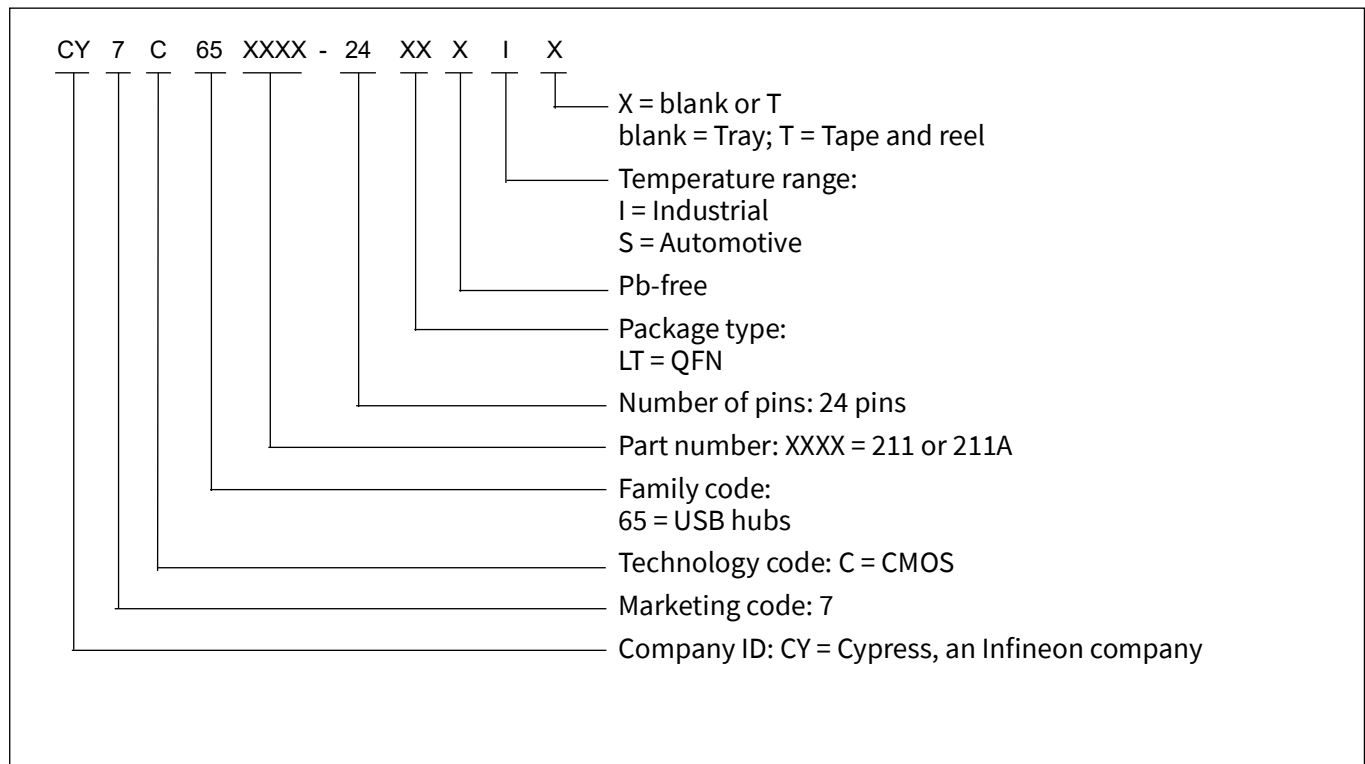 CY 7 C 65 XXXX - 24 XX X I X
X = blank or T
blank = Tray; T = Tape and reel
Temperature range:
I = Industrial
S = Automotive
Pb-free
Package type:
LT = QFN
Number of pins: 24 pins
Part number: XXXX = 211 or 211A
Family code:
65 = USB hubs
Technology code: C = CMOS
Marketing code: 7
Company ID: CY = Cypress, an Infineon company